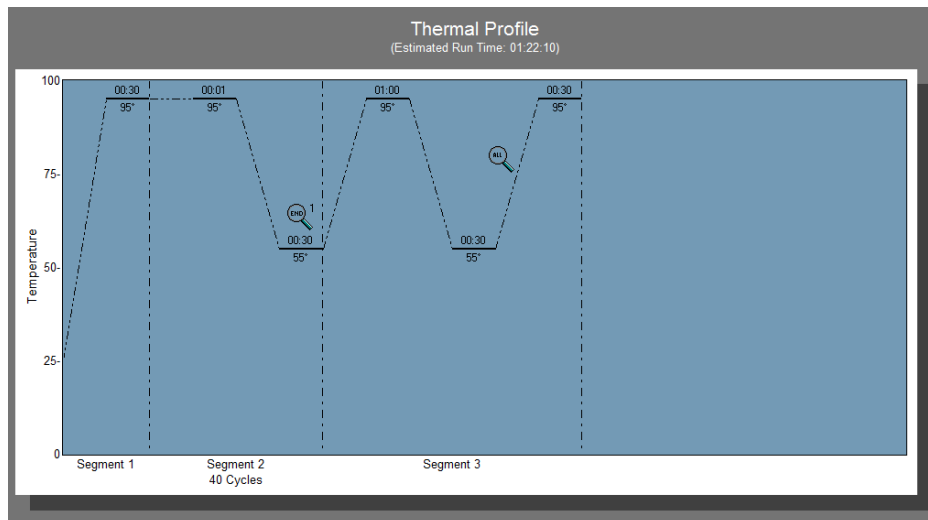 Thermal Profile
(Estimated Run Time: 01:22:10)
100
00:30 00:01 01:00 00:30
95° 95° 95° 95°
ALL
75-
END 1
00:30 00:30
55° 55°
50-
Temperature
25-
0
Segment 1 Segment 2 Segment 3
40 Cycles